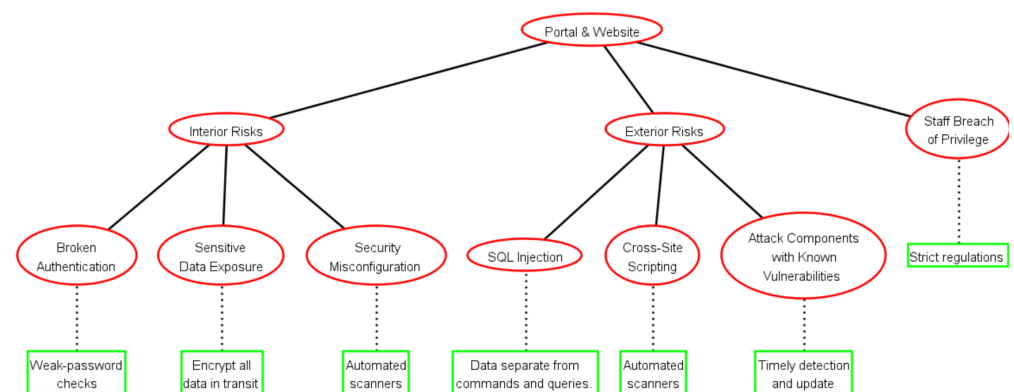 Portal & Website
Interior Risks
Exterior Risks
Staff Breach
of Privilege
Broken
Authentication
Sensitive
Data Exposure
Security
Misconfiguration
SQL Injection
Cross-Site
Scripting
Attack Components
with Known
Vulnerabilities
Strict regulations
Weak-password
checks
Encrypt all
data in transit
Automated
scanners
Data separate from
commands and queries.
Automated
scanners
Timely detection
and update